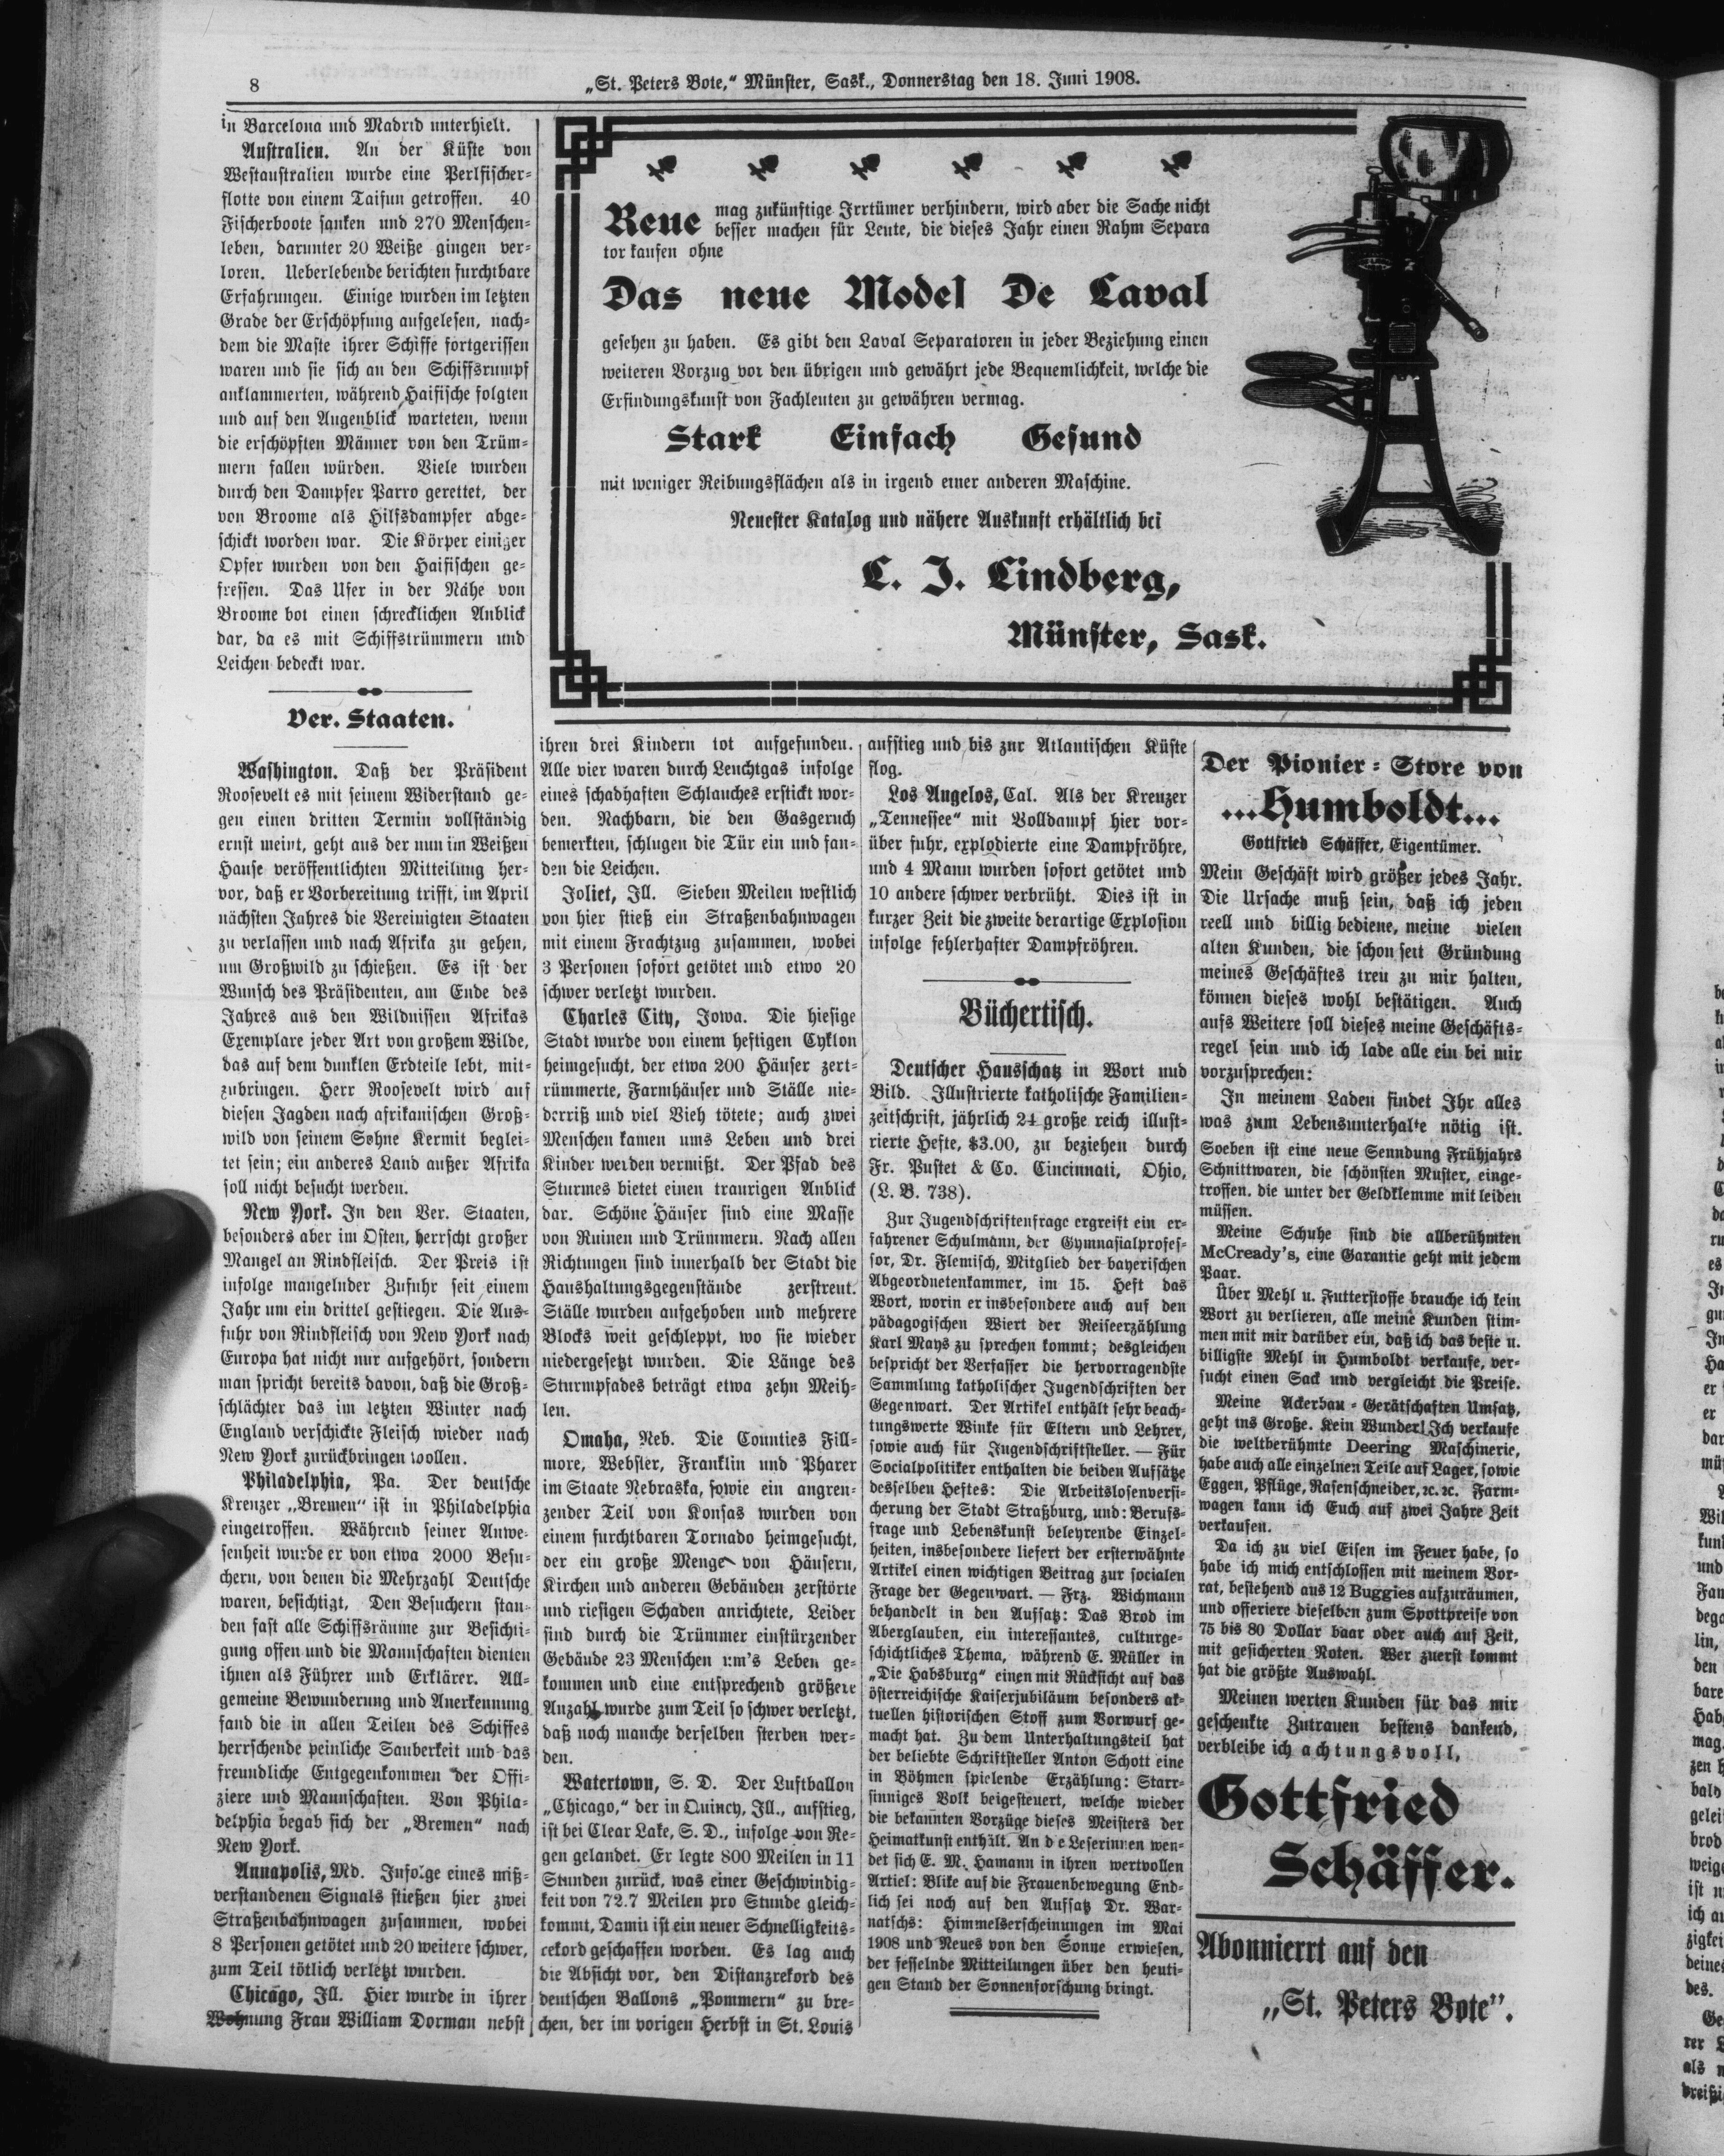 8
„St. Peters Bote,“ Münster, Sask., Donnerstag den 18. Juni 1908.
in Barcelona und Madrid unterhielt.
Australien. An der Küste von
Westaustralien wurde eine Perlfischer-
flotte von einem Taifun getroffen. 40
Fischerboote sanken und 270 Menschen-
leben, darunter 20 Weiße gingen ver-
loren. Ueberlebende berichten furchtbare
Erfahrungen. Einige wurden im letzten
Grade der Erschöpfung aufgelesen, nach-
dem die Maste ihrer Schiffe fortgerissen
waren und sie sich an den Schiffsrumpf
anklammerten, während Haifische folgten
und auf den Augenblick warteten, wenn
die erschöpften Männer von den Trüm-
mern fallen würden. Viele wurden
durch den Dampfer Parro gerettet, der
von Broome als Hilfsdampfer abge-
schickt worden war. Die Körper einiger
Opfer wurden von den Haifischen ge-
fressen. Das Ufer in der Nähe von
Broome bot einen schrecklichen Anblick
dar, da es mit Schiffstrümmern und
Leichen bedeckt war.
Ver. Staaten.
Washington. Daß der Präsident
Roosevelt es mit seinem Widerstand ge-
gen einen dritten Termin vollständig
ernst meint, geht aus der nun im Weißen
Hause veröffentlichten Mitteilung her-
vor, daß er Vorbereitung trifft, im April
nächsten Jahres die Vereinigten Staaten
zu verlassen und nach Afrika zu gehen,
um Großwild zu schießen. Es ist der
Wunsch des Präsidenten, am Ende des
Jahres aus den Wildnissen Afrikas
Exemplare jeder Art von großem Wilde,
das auf dem dunklen Erdteile lebt, mit-
zubringen. Herr Roosevelt wird auf
diesen Jagden nach afrikanischen Groß-
wild von seinem Sohne Kermit beglei-
tet sein; ein anderes Land außer Afrika
soll nicht besucht werden.
New York. In den Ver. Staaten,
besonders aber im Osten, herrscht großer
Mangel an Rindfleisch. Der Preis ist
infolge mangelnder Zufuhr seit einem
Jahr um ein drittel gestiegen. Die Aus-
fuhr von Rindfleisch von New York nach
Europa hat nicht nur aufgehört, sondern
man spricht bereits davon, daß die Groß-
schlächter das im letzten Winter nach
England verschickte Fleisch wieder nach
New York zurückbringen wollen.
Philadelphia, Pa. Der deutsche
Kreuzer „Bremen“ ist in Philadelphia
eingetroffen. Während seiner Anwe-
senheit wurde er von etwa 2000 Besu-
chern, von denen die Mehrzahl Deutsche
waren, besichtigt. Den Besuchern stan-
den fast alle Schiffsräume zur Besichti-
gung offen und die Mannschaften dienten
ihnen als Führer und Erklärer. All-
gemeine Bewunderung und Anerkennung
fand die in allen Teilen des Schiffes
herrschende peinliche Sauberkeit und das
freundliche Entgegenkommen der Offi-
ziere und Mannschaften. Von Phila-
delphia begab sich der „Bremen“ nach
New York.
Annapolis, Md. Infolge eines miß-
verstandenen Signals stießen hier zwei
Straßenbahnwagen zusammen, wobei
8 Personen getötet und 20 weitere schwer,
zum Teil tötlich verletzt wurden.
Chicago, Ill. Hier wurde in ihrer
Wohnung Frau William Dorman nebst
Reue mag zukünftige Irrtümer verhindern, wird aber die Sache nicht
besser machen für Leute, die dieses Jahr einen Rahm Separa
tor kaufen ohne
Das neue Model De Laval
gesehen zu haben. Es gibt den Laval Separatoren in jeder Beziehung einen
weiteren Vorzug vor den übrigen und gewährt jede Bequemlichkeit, welche die
Erfindungskunst von Fachleuten zu gewähren vermag.
Stark Einfach Gesund
mit weniger Reibungsflächen als in irgend einer anderen Maschine.
Neuester Katalog und nähere Auskunft erhältlich bei
C. J. Lindberg,
Münster, Sask.
ihren drei Kindern tot aufgefunden.
Alle vier waren durch Leuchtgas infolge
eines schadhaften Schlauches erstickt wor-
den. Nachbarn, die den Gasgeruch
bemerkten, schlugen die Tür ein und fan-
den die Leichen.
Joliet, Ill. Sieben Meilen westlich
von hier stieß ein Straßenbahnwagen
mit einem Frachtzug zusammen, wobei
3 Personen sofort getötet und etwo 20
schwer verletzt wurden.
Charles City, Jowa. Die hiesige
Stadt wurde von einem heftigen Cyklon
heimgesucht, der etwa 200 Häuser zert-
rümmerte, Farmhäuser und Ställe nie-
derriß und viel Vieh tötete; auch zwei
Menschen kamen ums Leben und drei
Kinder werden vermißt. Der Pfad des
Sturmes bietet einen traurigen Anblick
dar. Schöne Häuser sind eine Masse
von Ruinen und Trümmern. Nach allen
Richtungen sind innerhalb der Stadt die
Haushaltungsgegenstände zerstreut.
Ställe wurden aufgehoben und mehrere
Blocks weit geschleppt, wo sie wieder
niedergesetzt wurden. Die Länge des
Sturmpfades beträgt etwa zehn Meih-
len.
Omaha, Neb. Die Counties Fill-
more, Webster, Franklin und Pharer
im Staate Nebraska, sowie ein angren-
zender Teil von Konsas wurden von
einem furchtbaren Tornado heimgesucht,
der ein große Menge von Häusern,
Kirchen und anderen Gebänden zerstörte
und riesigen Schaden anrichtete, Leider
sind durch die Trümmer einstürzender
Gebäude 23 Menschen um's Leben ge-
kommen und eine entsprechend größere
Anzahl wurde zum Teil so schwer verletzt,
daß noch manche derselben sterben wer-
den.
Watertown, S. D. Der Luftballon
„Chicago,“ der in Quincy, Ill., aufstieg,
ist bei Clear Lake, S. D., infolge von Re-
gen gelandet. Er legte 800 Meilen in 11
Stunden zurück, was einer Geschwindig-
keit von 72.7 Meilen pro Stunde gleich-
kommt, Damit ist ein neuer Schnelligkeits-
rekord geschaffen worden. Es lag auch
die Absicht vor, den Distanzrekord des
deutschen Ballons „Pommern“ zu bre-
chen, der im vorigen Herbst in St. Louis
aufstieg und bis zur Atlantischen Küste
flog.
Los Angelos, Cal. Als der Kreuzer
„Tennessee“ mit Volldampf hier vor-
über fuhr, explodierte eine Dampfröhre,
und 4 Mann wurden sofort getötet und
10 andere schwer verbrüht. Dies ist in
kurzer Zeit die zweite derartige Explosion
infolge fehlerhafter Dampfröhren.
Büchertisch.
Deutscher Hausschatz in Wort und
Bild. Illustrierte katholische Familien-
zeitschrift, jährlich 24 große reich illust-
rierte Hefte, $3.00, zu beziehen durch
Fr. Pustet & Co. Cincinnati, Ohio,
(L. B. 738).
Zur Jugendschriftenfrage ergreift ein er-
fahrener Schulmann, der Gymnasialprofes-
sor, Dr. Flemisch, Mitglied der bayerischen
Abgeordnetenkammer, im 15. Heft das
Wort, worin er insbesondere auch auf den
pädagogischen Wiert der Reiseerzählung
Karl Mays zu sprechen kommt; desgleichen
bespricht der Verfasser die hervorragendste
Sammlung katholischer Jugendschriften der
Gegenwart. Der Artikel enthält sehr beach-
tungswerte Winke für Eltern und Lehrer,
sowie auch für Jugendschriftsteller. — Für
Socialpolitiker enthalten die beiden Aufsätze
desselben Heftes: Die Arbeitslosenversi-
cherung der Stadt Straßburg, und: Berufs-
frage und Lebenskunst belehrende Einzel-
heiten, insbesondere liefert der ersterwähnte
Artikel einen wichtigen Beitrag zur socialen
Frage der Gegenwart. — Frz. Wichmann
behandelt in den Aufsatz: Das Brod im
Aberglauben, ein interessantes, culturge-
schichtliches Thema, während E. Müller in
„Die Habsburg“ einen mit Rücksicht auf das
österreichische Kaiserjubiläum besonders ak-
tuellen historischen Stoff zum Vorwurf ge-
macht hat. Zu dem Unterhaltungsteil hat
der beliebte Schriftsteller Anton Schott eine
in Böhmen spielende Erzählung: Starr-
sinniges Volk beigesteuert, welche wieder
die bekannten Vorzüge dieses Meisters der
Heimatkunst enthält. An d e Leserinnen wen-
det sich E. M. Hamann in ihren wertvollen
Artiel: Blike auf die Frauenbewegung End-
lich sei noch auf den Aufsatz Dr. War-
natschs: Himmelserscheinungen im Mai
1908 und Neues von den Sonne erwiesen,
der fesselnde Mitteilungen über den heuti-
gen Stand der Sonnenforschung bringt.
Der Pionier-Store von
...Humboldt...
Gottfried Schäffer, Eigentümer.
Mein Geschäft wird größer jedes Jahr.
Die Ursache muß sein, daß ich jeden
reell und billig bediene, meine vielen
alten Kunden, die schon seit Gründung
meines Geschäftes treu zu mir halten,
können dieses wohl bestätigen. Auch
aufs Weitere soll dieses meine Geschäfts-
regel sein und ich lade alle ein bei mir
vorzusprechen:
In meinem Laden findet Ihr alles
was zum Lebensunterhalte nötig ist.
Soeben ist eine neue Senndung Frühjahrs
Schnittwaren, die schönsten Muster, einge-
troffen. die unter der Geldklemme mit leiden
müssen.
Meine Schuhe sind die allberühmten
McCready's, eine Garantie geht mit jedem
Paar.
Über Mehl u. Futterstoffe brauche ich kein
Wort zu verlieren, alle meine Kunden stim-
men mit mir darüber ein, daß ich das beste u.
billigste Mehl in Humboldt verkaufe, ver-
sucht einen Sack und vergleicht die Preise.
Meine Ackerbau-Gerätschaften Umsatz,
geht ins Große. Kein Wunder! Ich verkaufe
die weltberühmte Deering Maschinerie,
habe auch alle einzelnen Teile auf Lager, sowie
Eggen, Pflüge, Rasenschneider, ꝛc. ꝛc. Farm-
wagen kann ich Euch auf zwei Jahre Zeit
verkaufen.
Da ich zu viel Eisen im Feuer habe, so
habe ich mich entschlossen mit meinem Vor-
rat, bestehend aus 12 Buggies aufzuräumen,
und offeriere dieselben zum Spottpreise von
75 bis 80 Dollar baar oder auch auf Zeit,
mit gesicherten Noten. Wer zuerst kommt
hat die größte Auswahl.
Meinen werten Kunden für das mir
geschenkte Zutrauen bestens dankend,
verbleibe ich achtungsvoll,
Gottfried
Schäffer.
Abonnierrt auf den
„St. Peters Bote“.